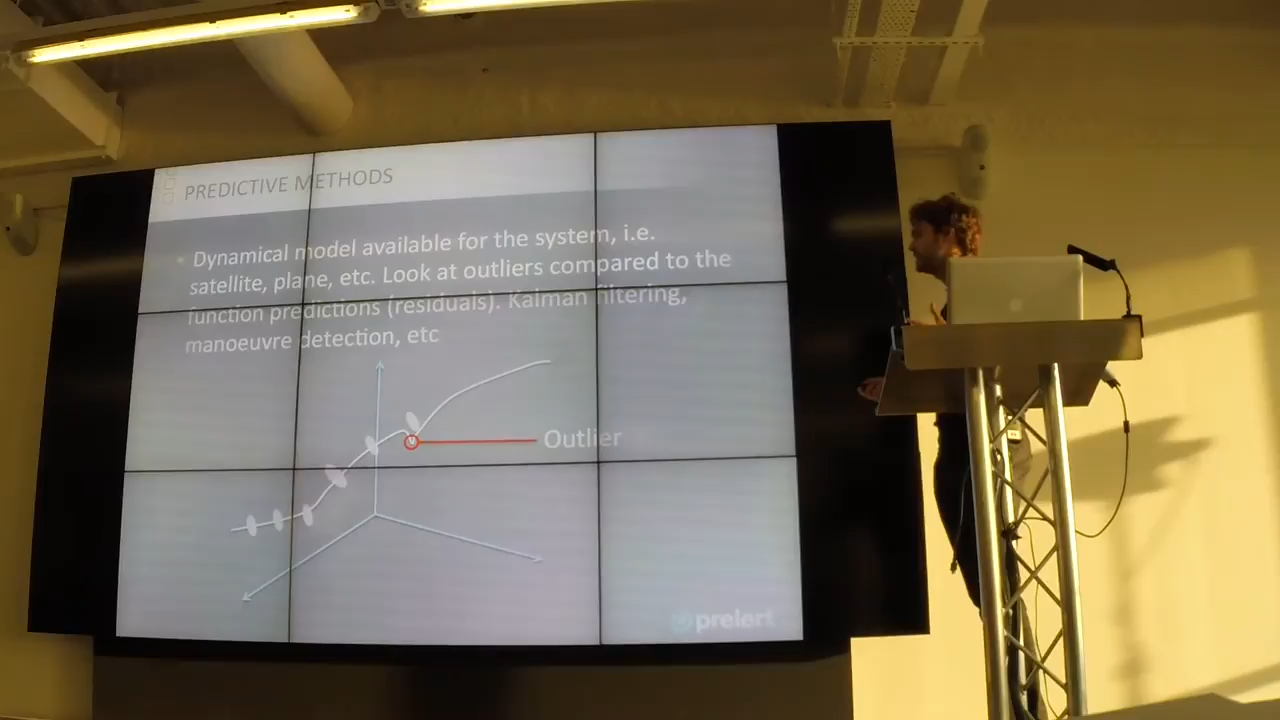 PREDICTIVE METHODS
Dynamical model available for the system, i.e.
satellite, plane, etc. Look at outliers compared to the
function predictions (residuals). Kalman filtering,
manoeuvre detection, etc
Outlier
prelert